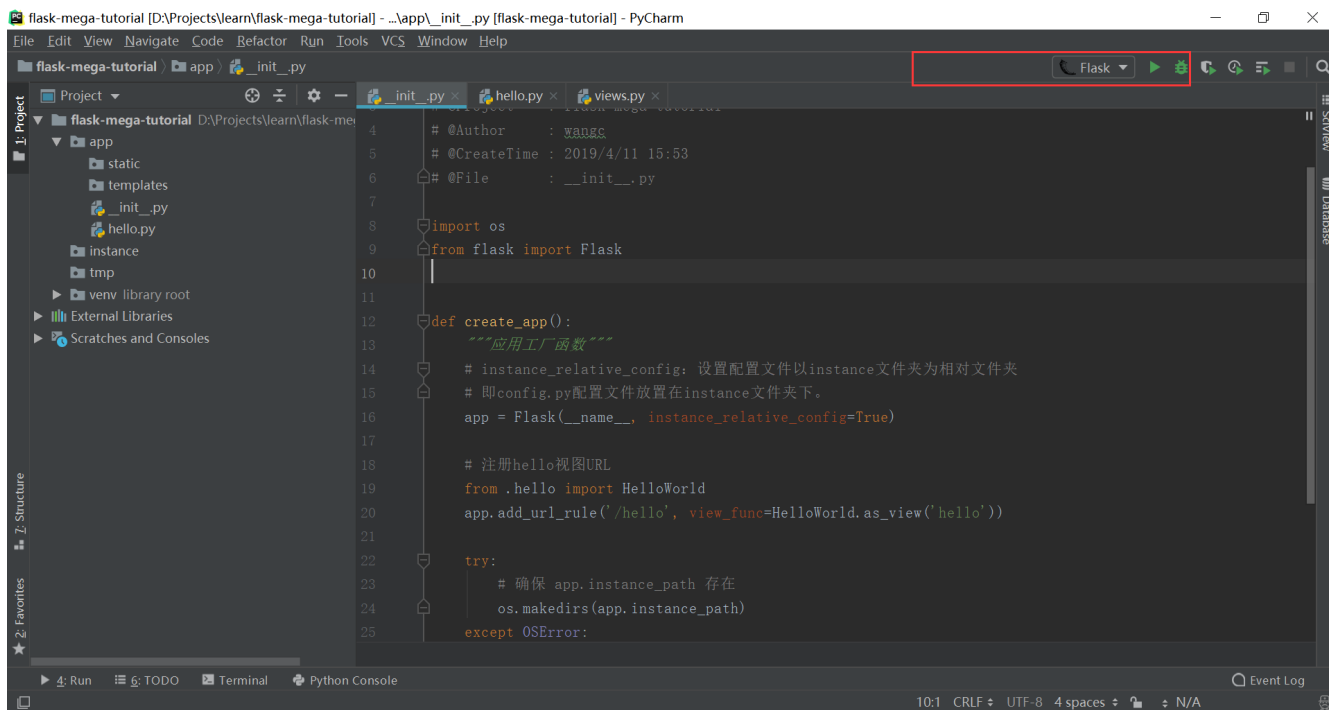 flask-mega-tutorial [D:\Projects\learn\flask-mega-tutorial] - ...\app\__init__.py [flask-mega-tutorial] - PyCharm
File Edit View Navigate Code Refactor Run Tools VCS Window Help
flask-mega-tutorial app __init__.py
Flask
Project
__init__.py
hello.py
views.py
1: Project
flask-mega-tutorial D:\Projects\learn\flask-me
app
static
templates
__init__.py
hello.py
instance
tmp
venv library root
External Libraries
Scratches and Consoles
7: Structure
2: Favorites
SciView
Database
4 # @Author : wangc
5 # @CreateTime : 2019/4/11 15:53
6 # @File : __init__.py
7
8 import os
9 from flask import Flask
10
11
12 def create_app():
13 """应用工厂函数"""
14 # instance_relative_config：设置配置文件以instance文件夹为相对文件夹
15 # 即config.py配置文件放置在instance文件夹下。
16 app = Flask(__name__, instance_relative_config=True)
17
18 # 注册hello视图URL
19 from .hello import HelloWorld
20 app.add_url_rule('/hello', view_func=HelloWorld.as_view('hello'))
21
22 try:
23 # 确保 app.instance_path 存在
24 os.makedirs(app.instance_path)
25 except OSError:
4: Run 6: TODO Terminal Python Console Event Log
10:1 CRLF UTF-8 4 spaces N/A